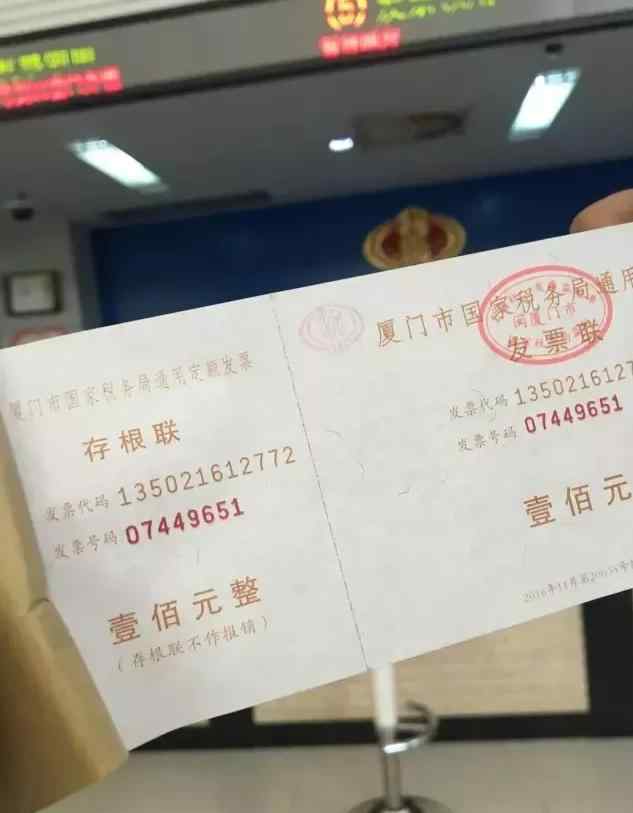 厦门市国家税务局通用定额发票
存根联
发票代码 135021612772
发票号码 07449651
壹佰元整
(存根联不作报销)
厦门市国家税务局通用
发票联
发票代码 13502161277
发票号码 07449651
壹佰元